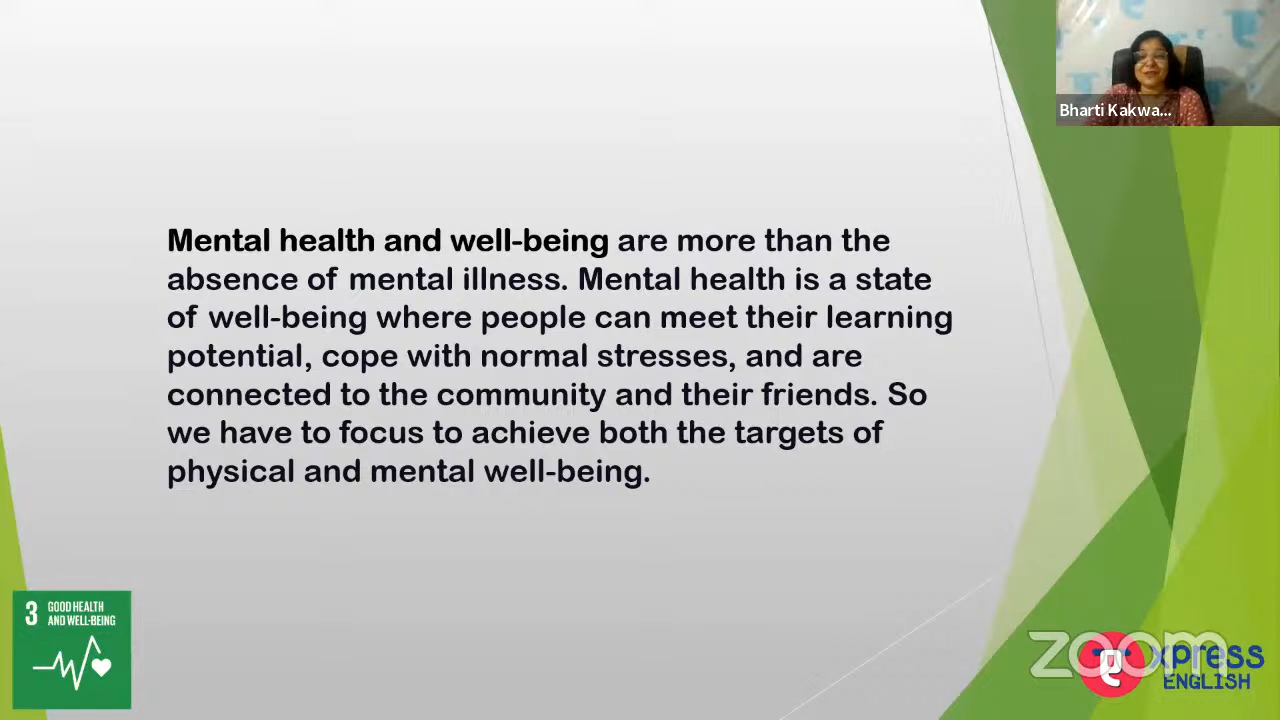 Bharti Kakwa...
Mental health and well-being are more than the
absence of mental illness. Mental health is a state
of well-being where people can meet their learning
potential, cope with normal stresses, and are
connected to the community and their friends. So
we have to focus to achieve both the targets of
physical and mental well-being.
3 GOOD HEALTH
AND WELL-BEING
zoom
xpress
ENGLISH